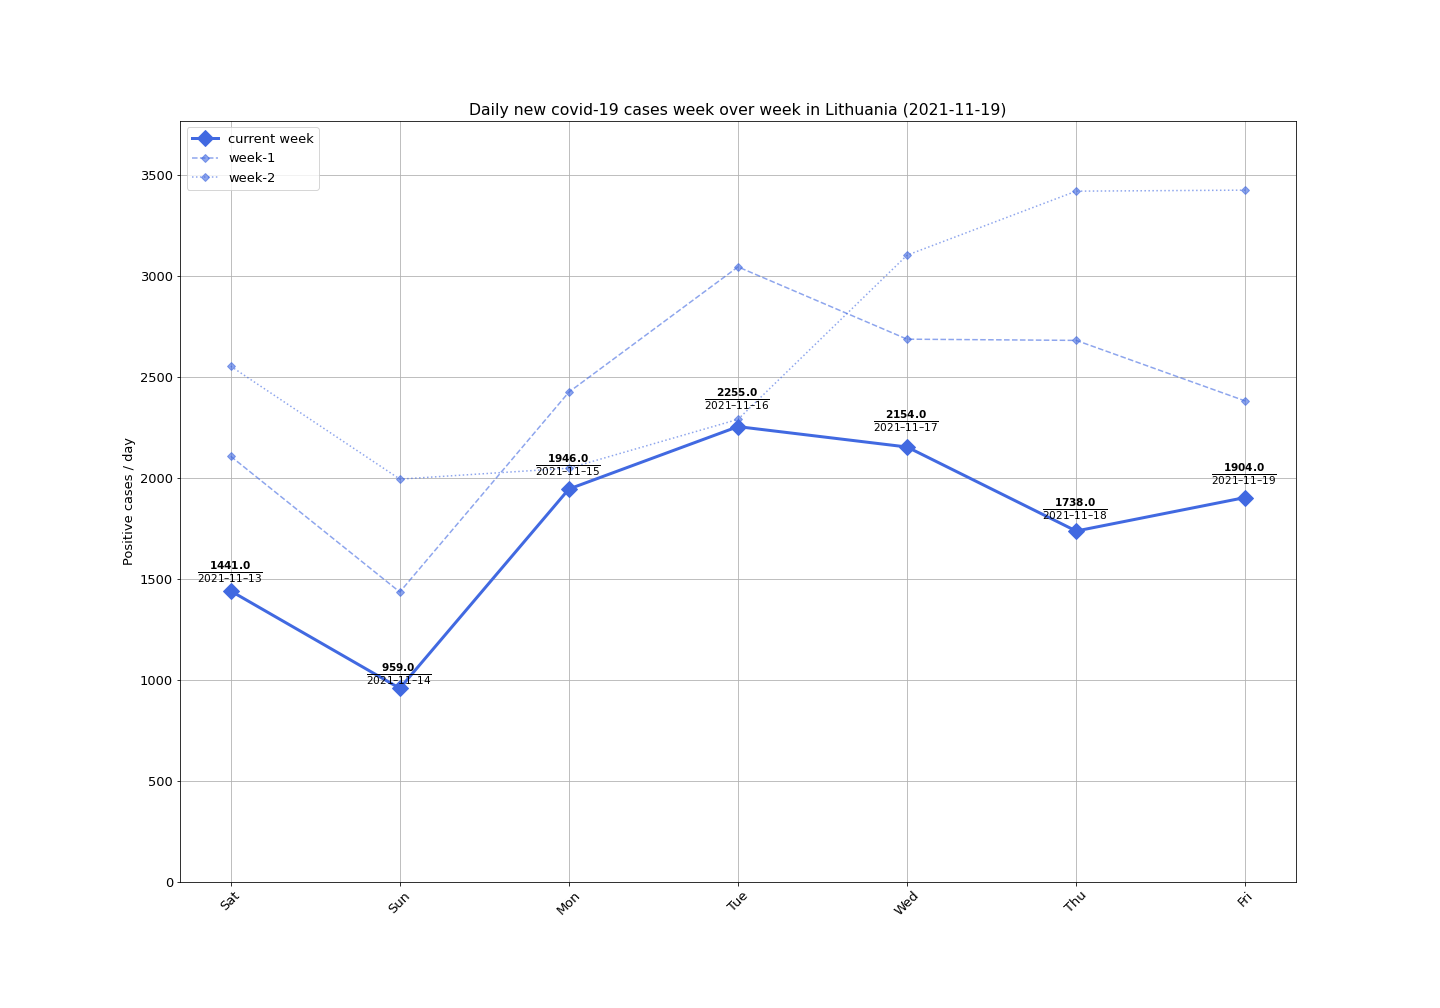 Daily new covid-19 cases week over week in Lithuania (2021-11-19)
current week
week-1
week-2
Positive cases / day
3500
3000
2500
2000
1500
1000
500
0
1441.0
2021–11–13
959.0
2021–11–14
1946.0
2021–11–15
2255.0
2021–11–16
2154.0
2021–11–17
1738.0
2021–11–18
1904.0
2021–11–19
Sat
Sun
Mon
Tue
Wed
Thu
Fri